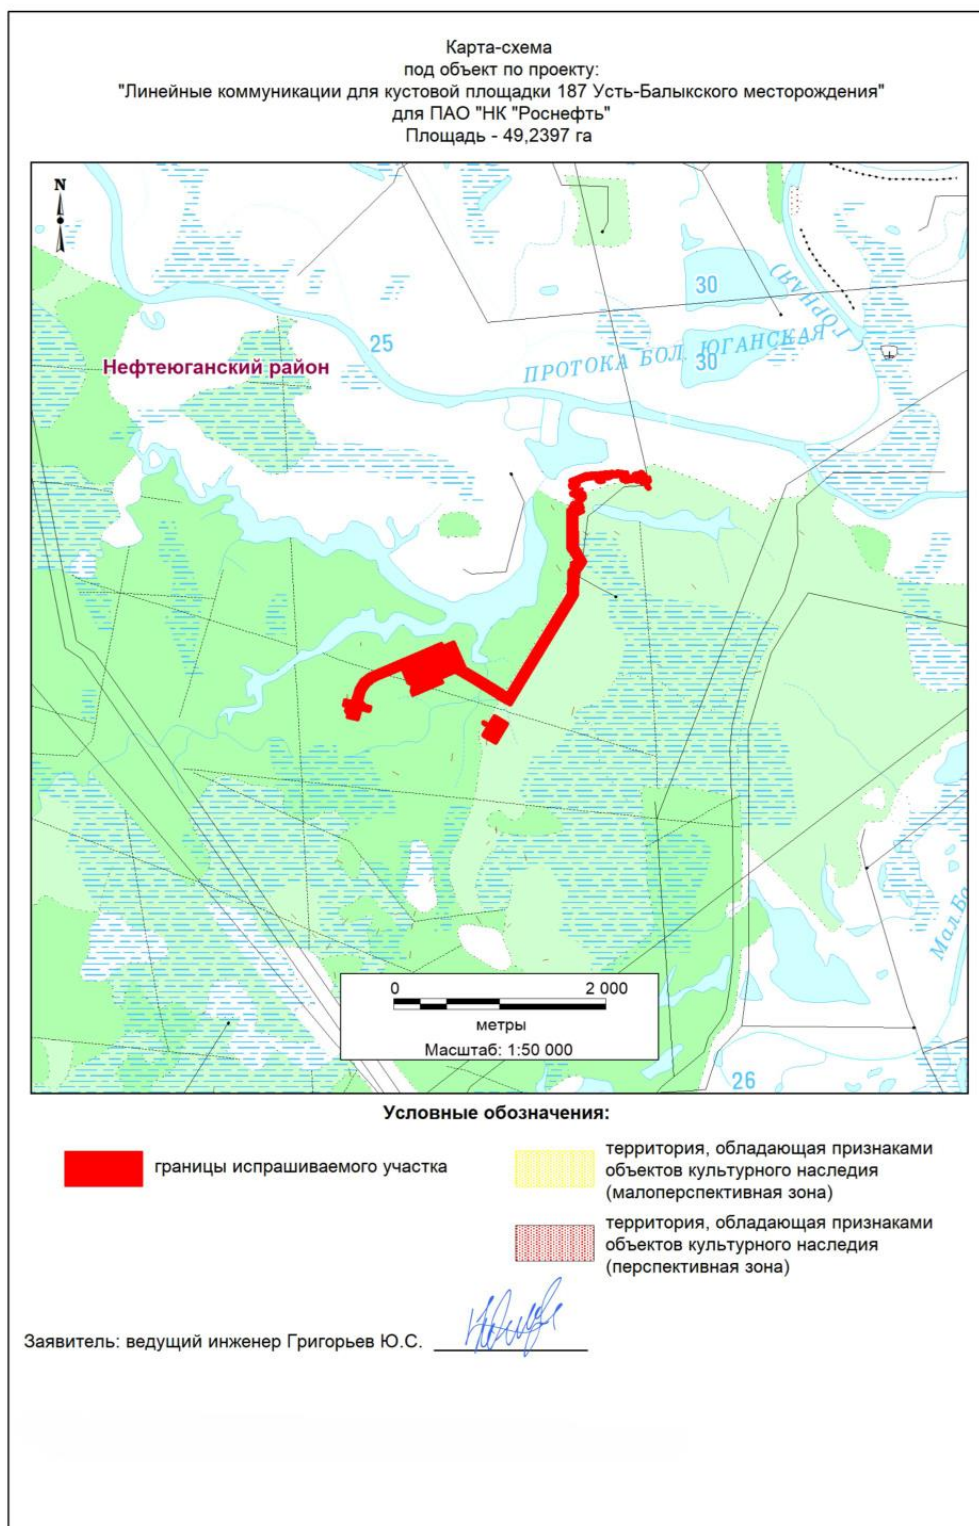 Карта-схема
под объект по проекту:
"Линейные коммуникации для кустовой площадки 187 Усть-Балыкского месторождения"
для ПАО "НК "Роснефть"
Площадь - 49,2397 га
N
30
(ГОРНАЯ)
25
ПРОТОКА БОЛ. ЮГАНСКАЯ
30
Нефтеюганский район
Мал.Ба
0 2 000
метры
Масштаб: 1:50 000
26
Условные обозначения:
границы испрашиваемого участка
территория, обладающая признаками
объектов культурного наследия
(малоперспективная зона)
территория, обладающая признаками
объектов культурного наследия
(перспективная зона)
Заявитель: ведущий инженер Григорьев Ю.С.